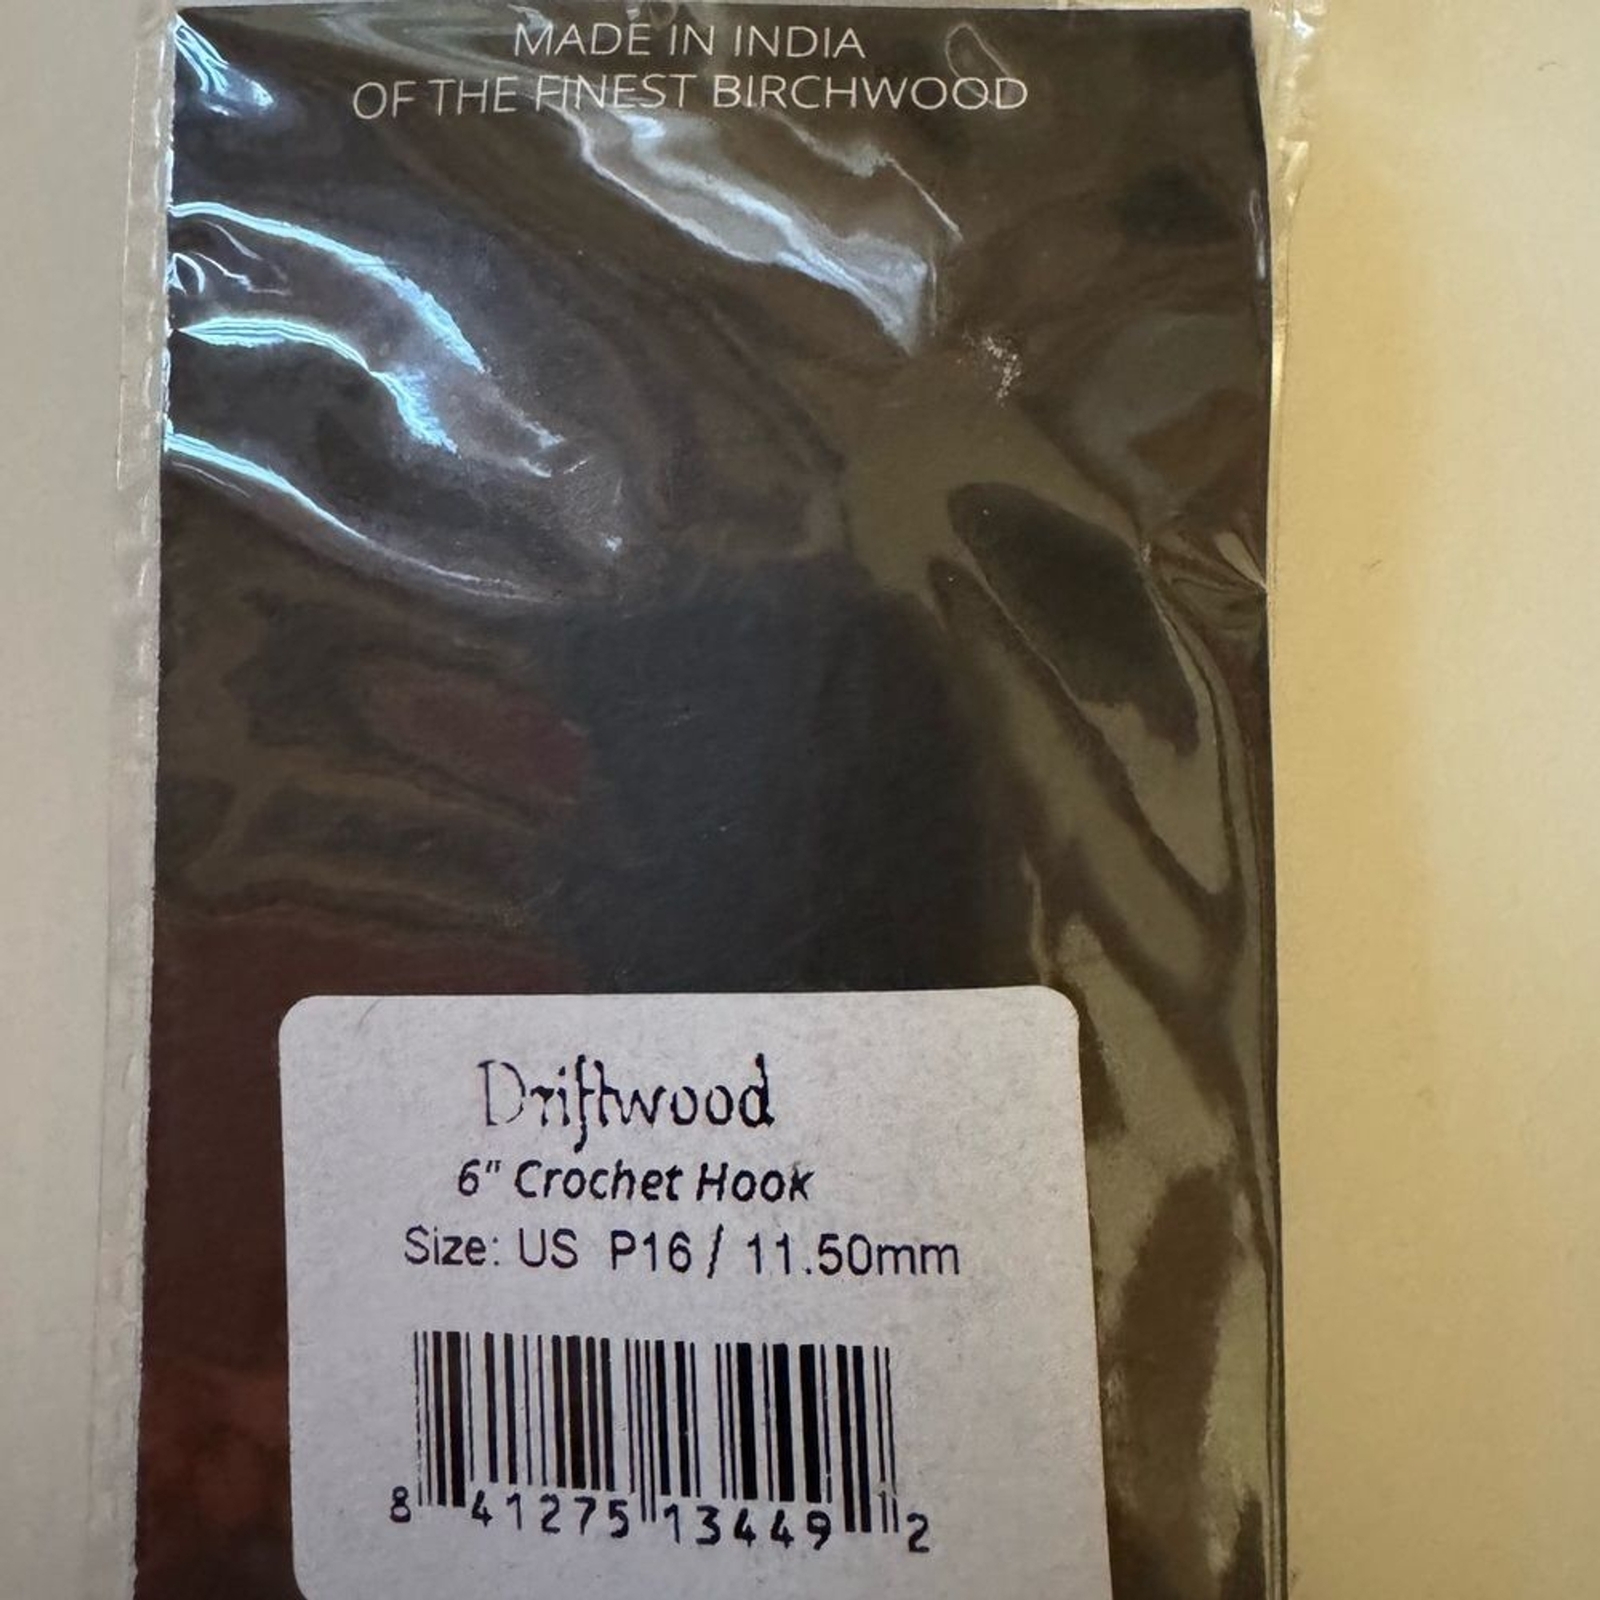 MADE IN INDIA
OF THE FINEST BIRCHWOOD
Driftwood
6" Crochet Hook
Size: US P16 / 11.50mm
8 41275 13449 2